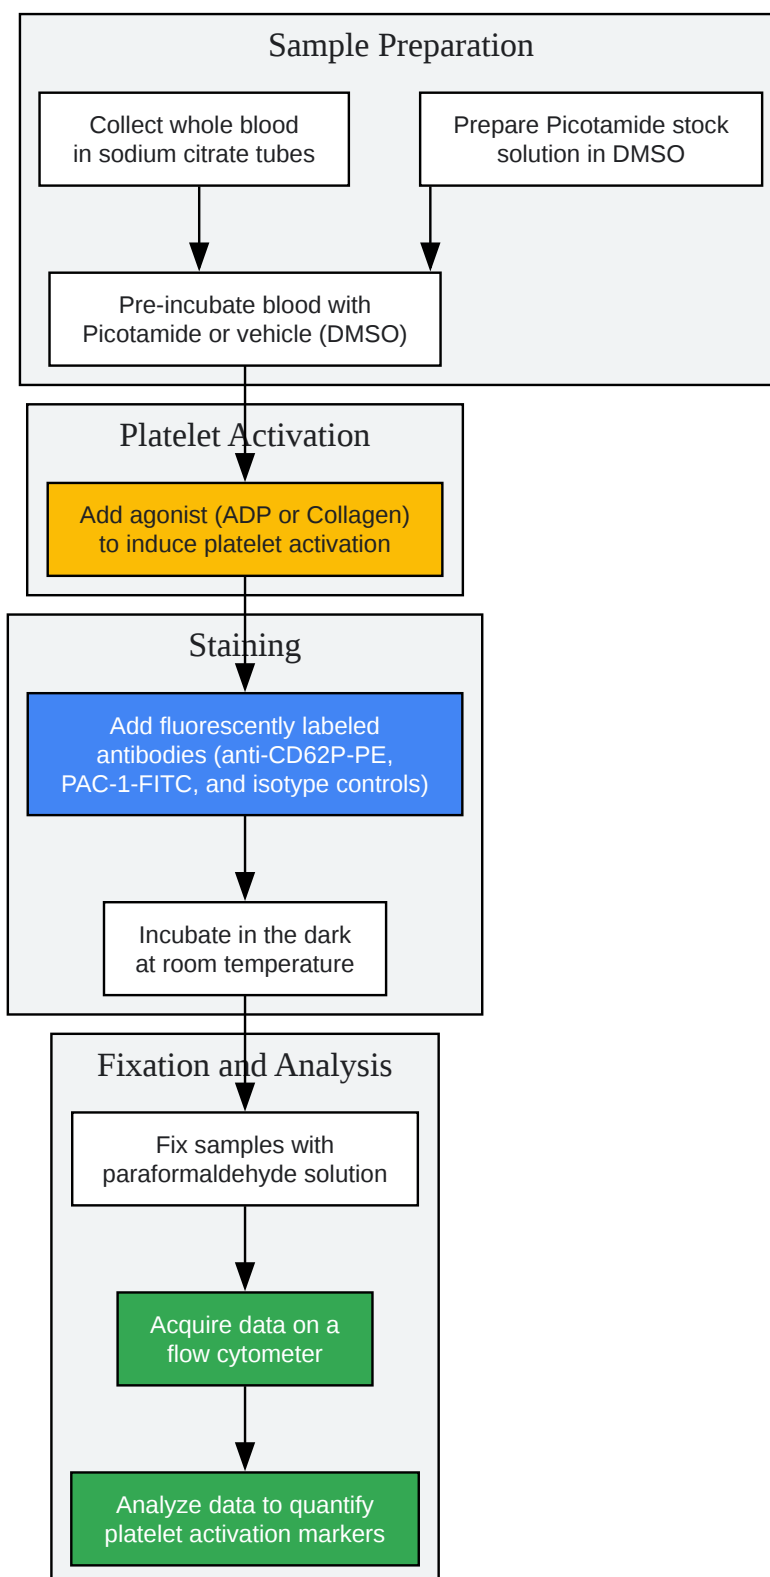 Sample Preparation
Collect whole blood
in sodium citrate tubes
Prepare Picotamide stock
solution in DMSO
Pre-incubate blood with
Picotamide or vehicle (DMSO)
Platelet Activation
Add agonist (ADP or Collagen)
to induce platelet activation
Staining
Add fluorescently labeled
antibodies (anti-CD62P-PE,
PAC-1-FITC, and isotype controls)
Incubate in the dark
at room temperature
Fixation and Analysis
Fix samples with
paraformaldehyde solution
Acquire data on a
flow cytometer
Analyze data to quantify
platelet activation markers